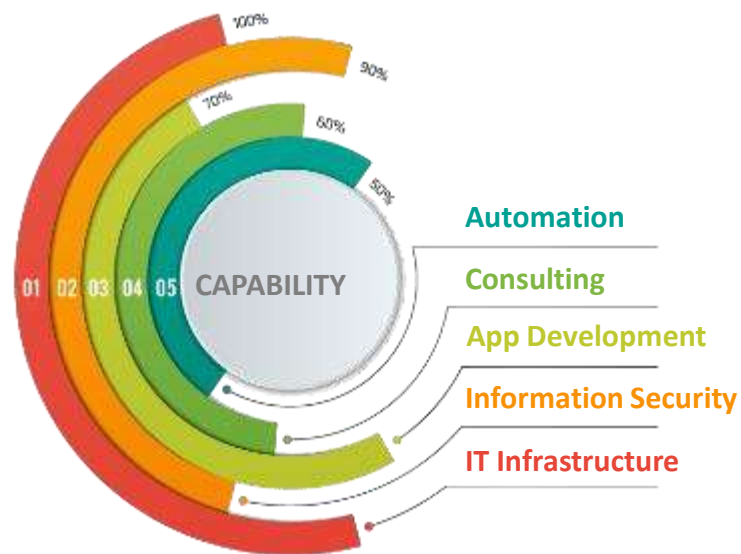 100%
90%
70%
60%
50%
01 02 03 04 05
CAPABILITY
Automation
Consulting
App Development
Information Security
IT Infrastructure